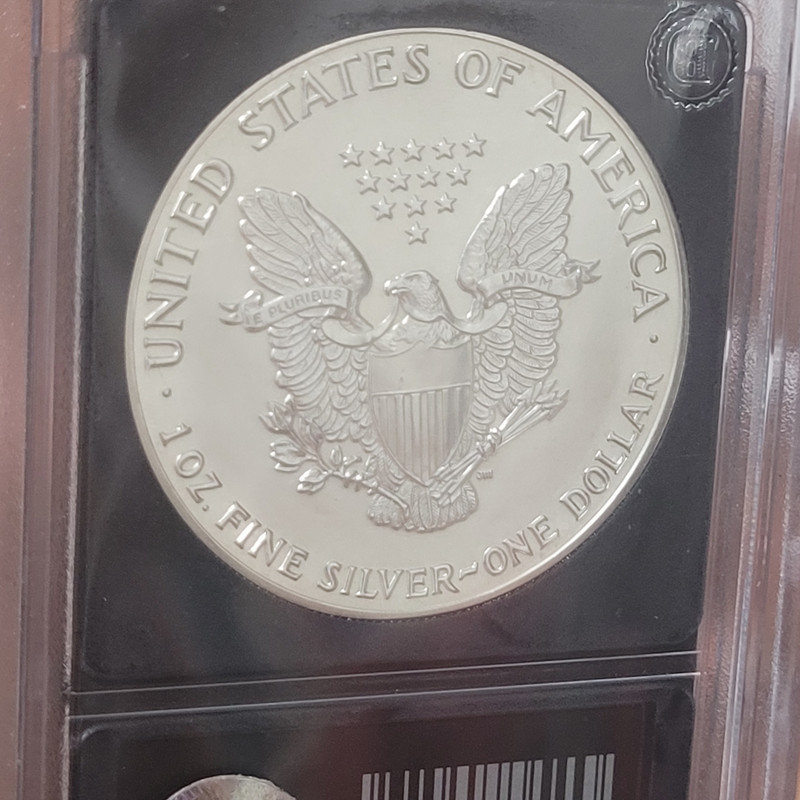 UNITED STATES OF AMERICA
E PLURIBUS UNUM
· 1 OZ. FINE SILVER~ONE DOLLAR ·